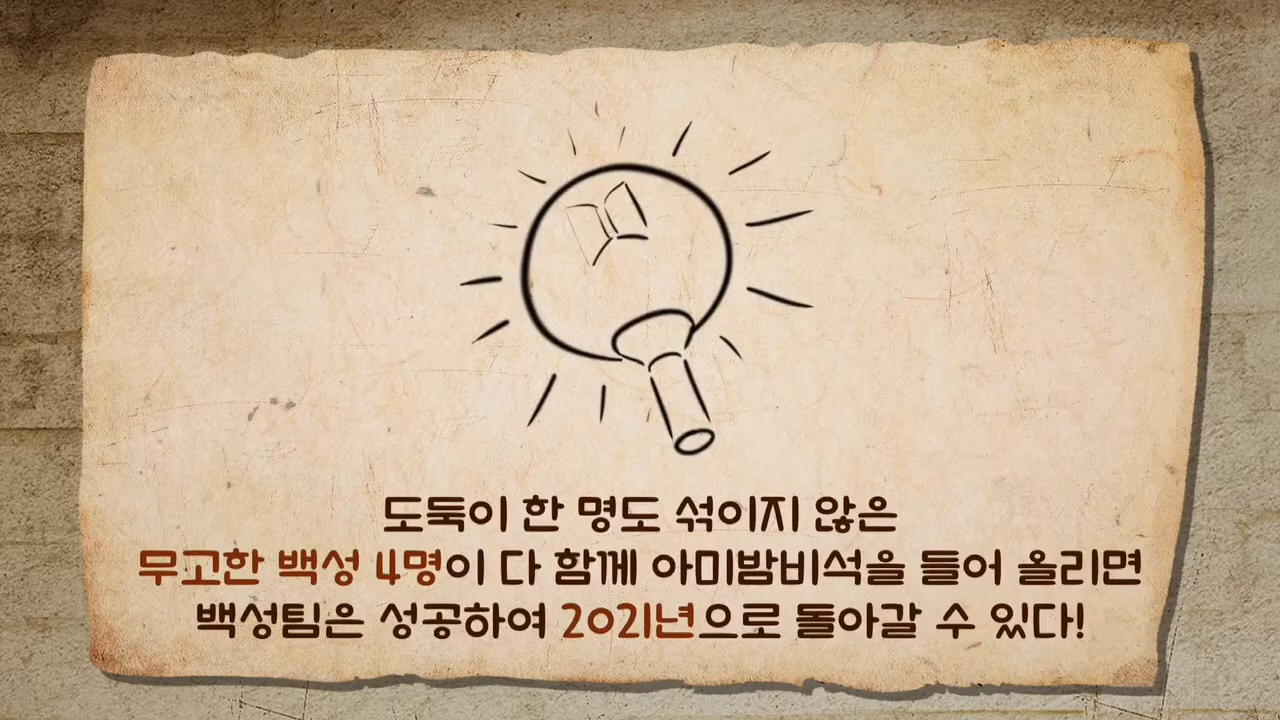 도둑이 한 명도 섞이지 않은
무고한 백성 4명이 다 함께 아미밤비석을 들어 올리면
백성팀은 성공하여 2021년으로 돌아갈 수 있다!